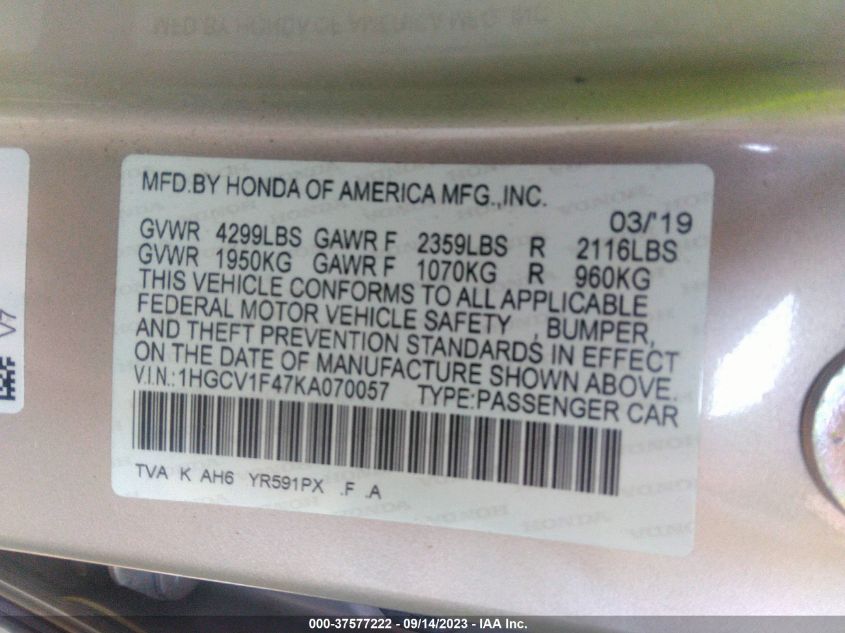 MFD.BY HONDA OF AMERICA MFG.,INC.
03/'19
GVWR 4299LBS GAWR F 2359LBS R 2116LBS
GVWR 1950KG GAWR F 1070KG R 960KG
THIS VEHICLE CONFORMS TO ALL APPLICABLE
FEDERAL MOTOR VEHICLE SAFETY , BUMPER,
AND THEFT PREVENTION STANDARDS IN EFFECT
ON THE DATE OF MANUFACTURE SHOWN ABOVE.
V.I.N.:1HGCV1F47KA070057 TYPE:PASSENGER CAR
TVA K AH6 YR591PX .F .A
V7
000-37577222 - 09/14/2023 - IAA Inc.